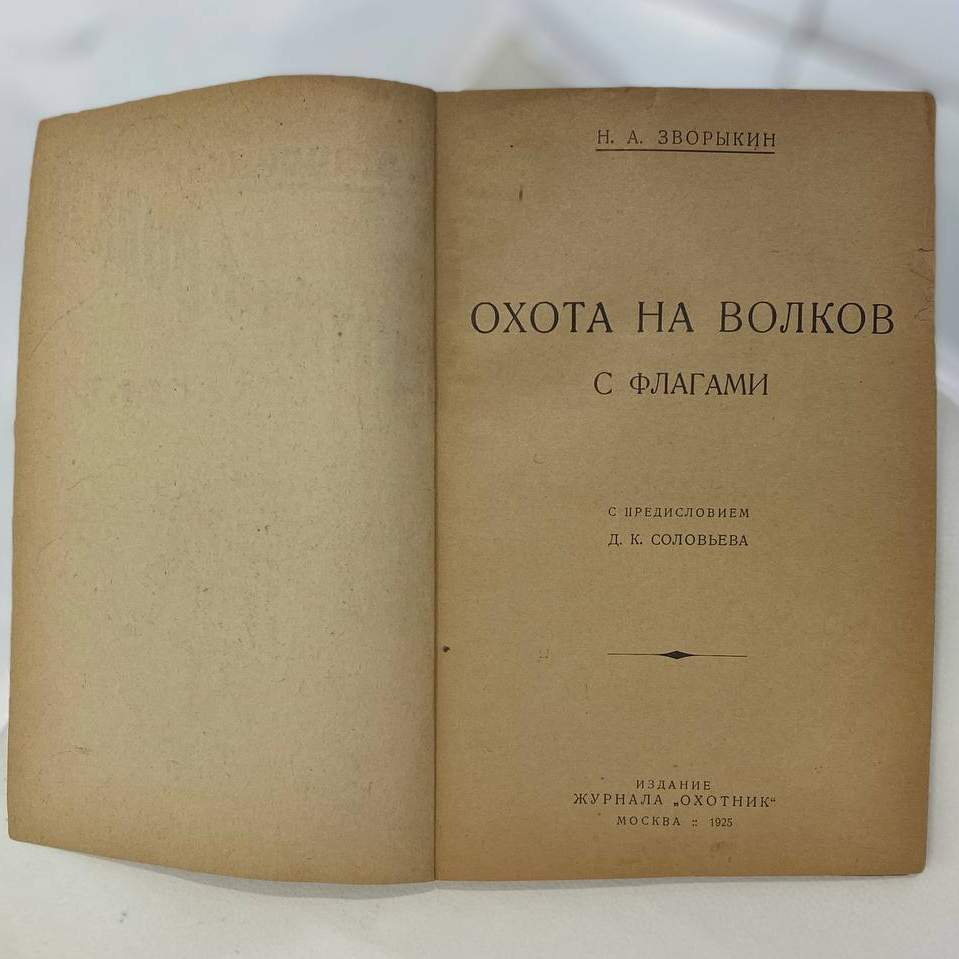 Н. А. ЗВОРЫКИН
ОХОТА НА ВОЛКОВ
С ФЛАГАМИ
С ПРЕДИСЛОВИЕМ
Д. К. СОЛОВЬЕВА
ИЗДАНИЕ
ЖУРНАЛА „ОХОТНИК“
МОСКВА :: 1925